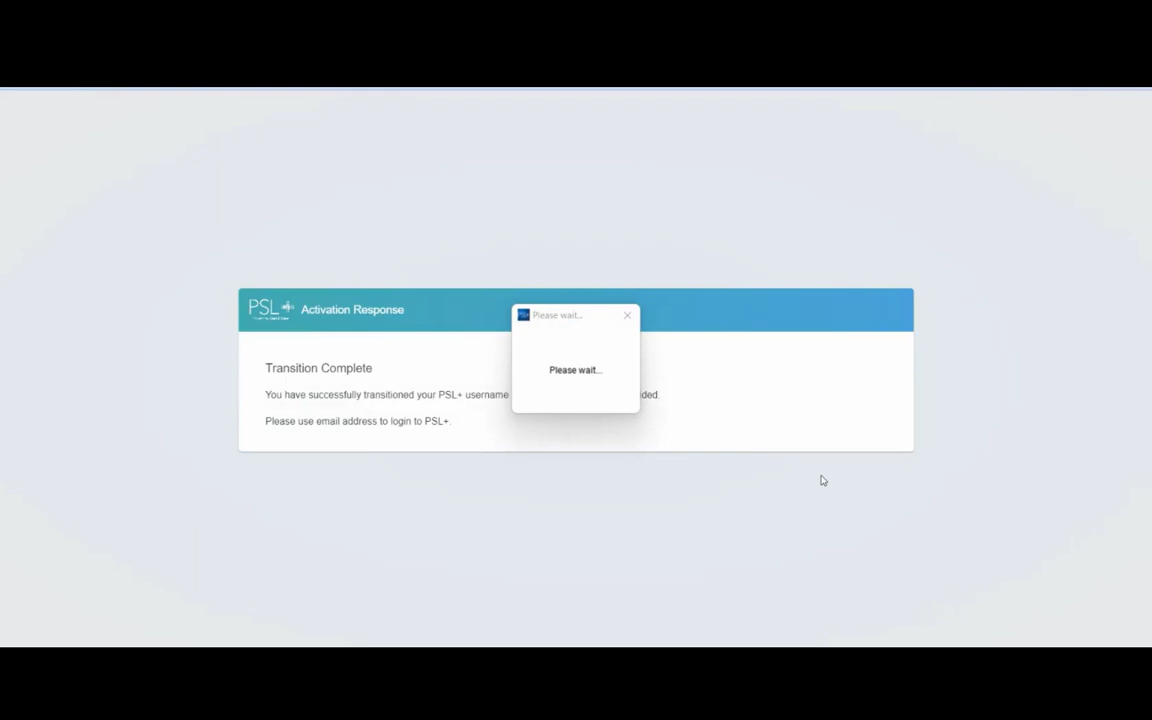 PSL+ Activation Response
Please wait...
Please wait...
Transition Complete
You have successfully transitioned your PSL+ username
Please use email address to login to PSL+.